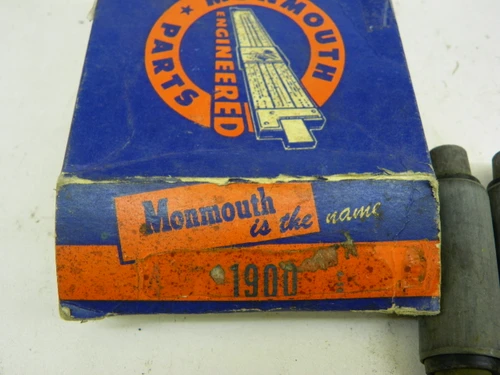 MONMOUTH
ENGINEERED
PARTS
Monmouth
is the name
1900